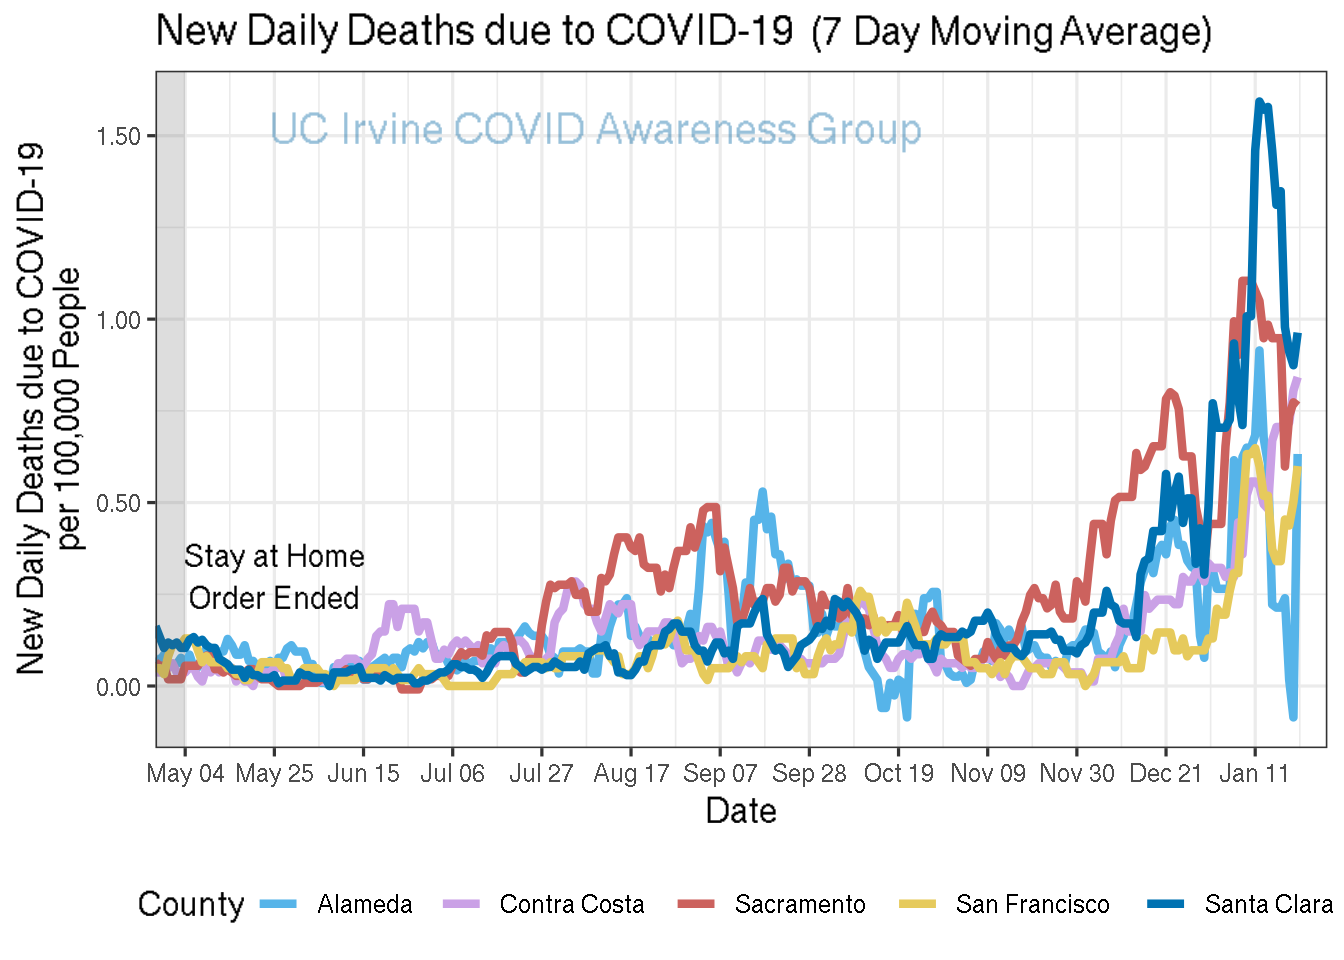 New Daily Deaths due to COVID-19 (7 Day Moving Average)
New Daily Deaths due to COVID-19
per 100,000 People
UC Irvine COVID Awareness Group
1.50
1.00
0.50
0.00
Stay at Home
Order Ended
May 04 May 25 Jun 15 Jul 06 Jul 27 Aug 17 Sep 07 Sep 28 Oct 19 Nov 09 Nov 30 Dec 21 Jan 11
Date
County Alameda Contra Costa Sacramento San Francisco Santa Clara